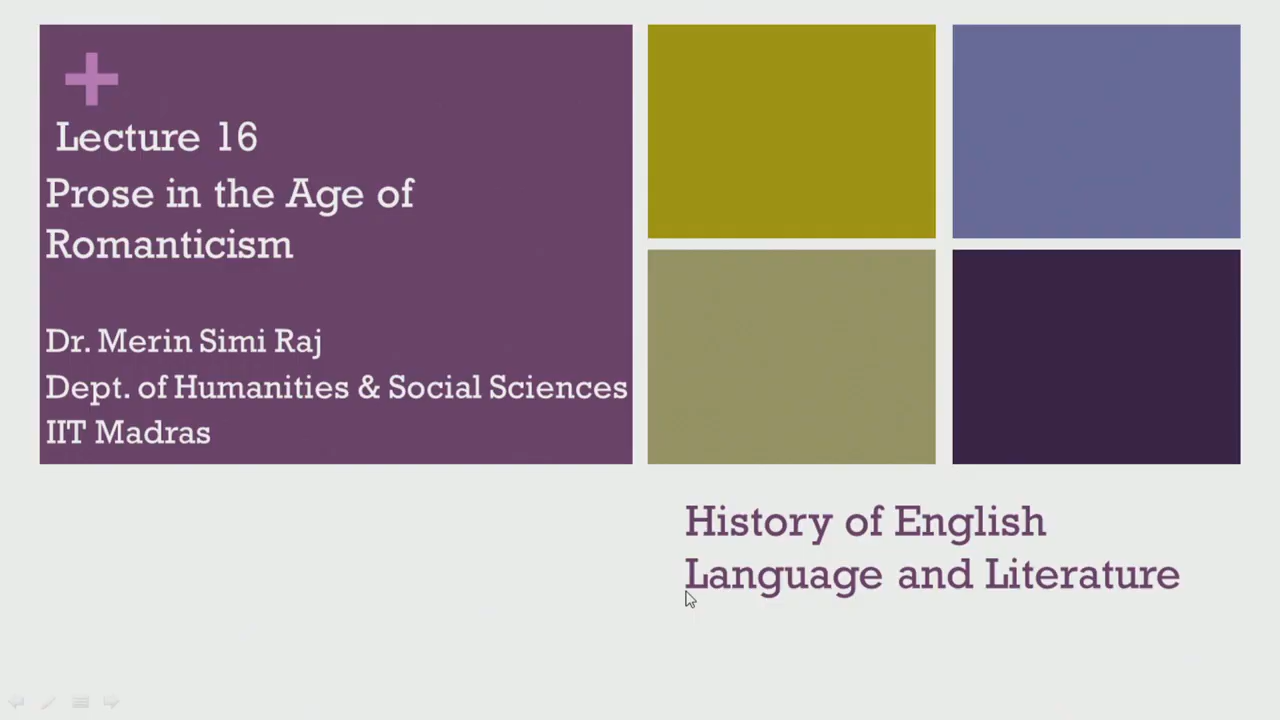 Lecture 16
Prose in the Age of
Romanticism
Dr. Merin Simi Raj
Dept. of Humanities & Social Sciences
IIT Madras
History of English
Language and Literature